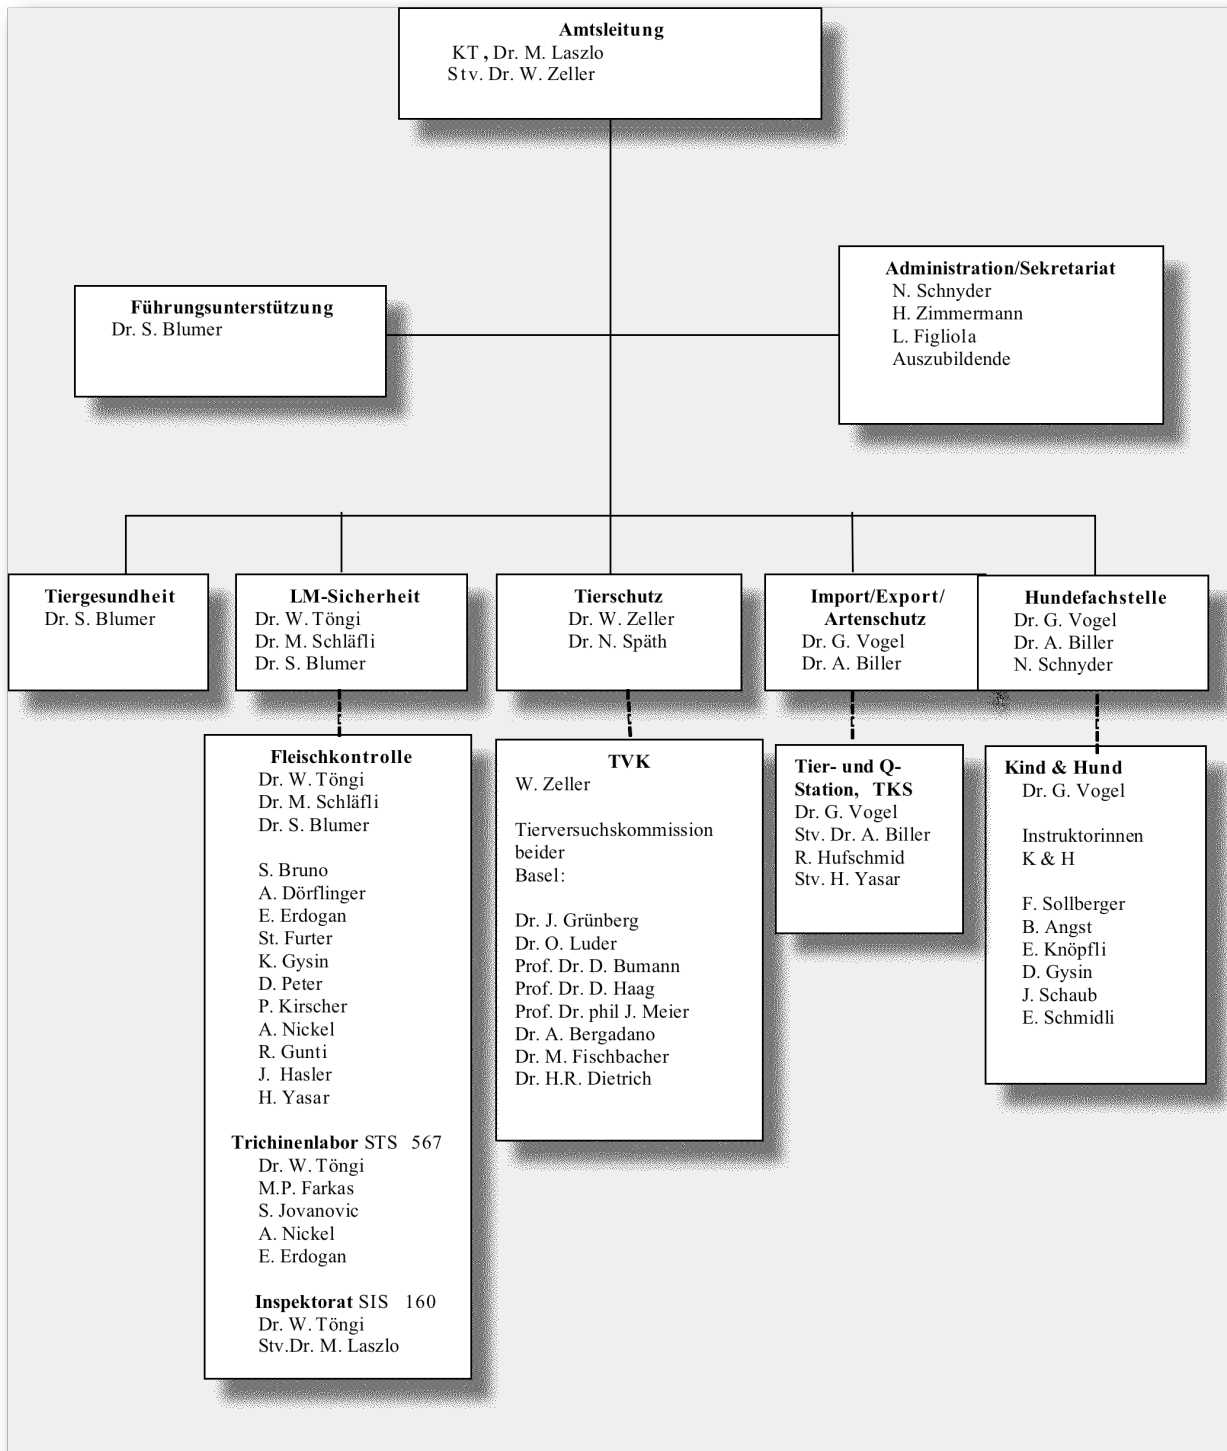 Amtsleitung
KT , Dr. M. Laszlo
Stv. Dr. W. Zeller
Führungsunterstützung
Dr. S. Blumer
Administration/Sekretariat
N. Schnyder
H. Zimmermann
L. Figliola
Auszubildende
Tiergesundheit
Dr. S. Blumer
LM-Sicherheit
Dr. W. Töngi
Dr. M. Schläfli
Dr. S. Blumer
Tierschutz
Dr. W. Zeller
Dr. N. Späth
Import/Export/
Artenschutz
Dr. G. Vogel
Dr. A. Biller
Hundefachstelle
Dr. G. Vogel
Dr. A. Biller
N. Schnyder
Fleischkontrolle
Dr. W. Töngi
Dr. M. Schläfli
Dr. S. Blumer
S. Bruno
A. Dörflinger
E. Erdogan
St. Furter
K. Gysin
D. Peter
P. Kirscher
A. Nickel
R. Gunti
J. Hasler
H. Yasar
Trichinenlabor STS 567
Dr. W. Töngi
M.P. Farkas
S. Jovanovic
A. Nickel
E. Erdogan
Inspektorat SIS 160
Dr. W. Töngi
Stv.Dr. M. Laszlo
TVK
W. Zeller
Tierversuchskommission
beider
Basel:
Dr. J. Grünberg
Dr. O. Luder
Prof. Dr. D. Bumann
Prof. Dr. D. Haag
Prof. Dr. phil J. Meier
Dr. A. Bergadano
Dr. M. Fischbacher
Dr. H.R. Dietrich
Tier- und Q-
Station, TKS
Dr. G. Vogel
Stv. Dr. A. Biller
R. Hufschmid
Stv. H. Yasar
Kind & Hund
Dr. G. Vogel
Instruktorinnen
K & H
F. Sollberger
B. Angst
E. Knöpfli
D. Gysin
J. Schaub
E. Schmidli